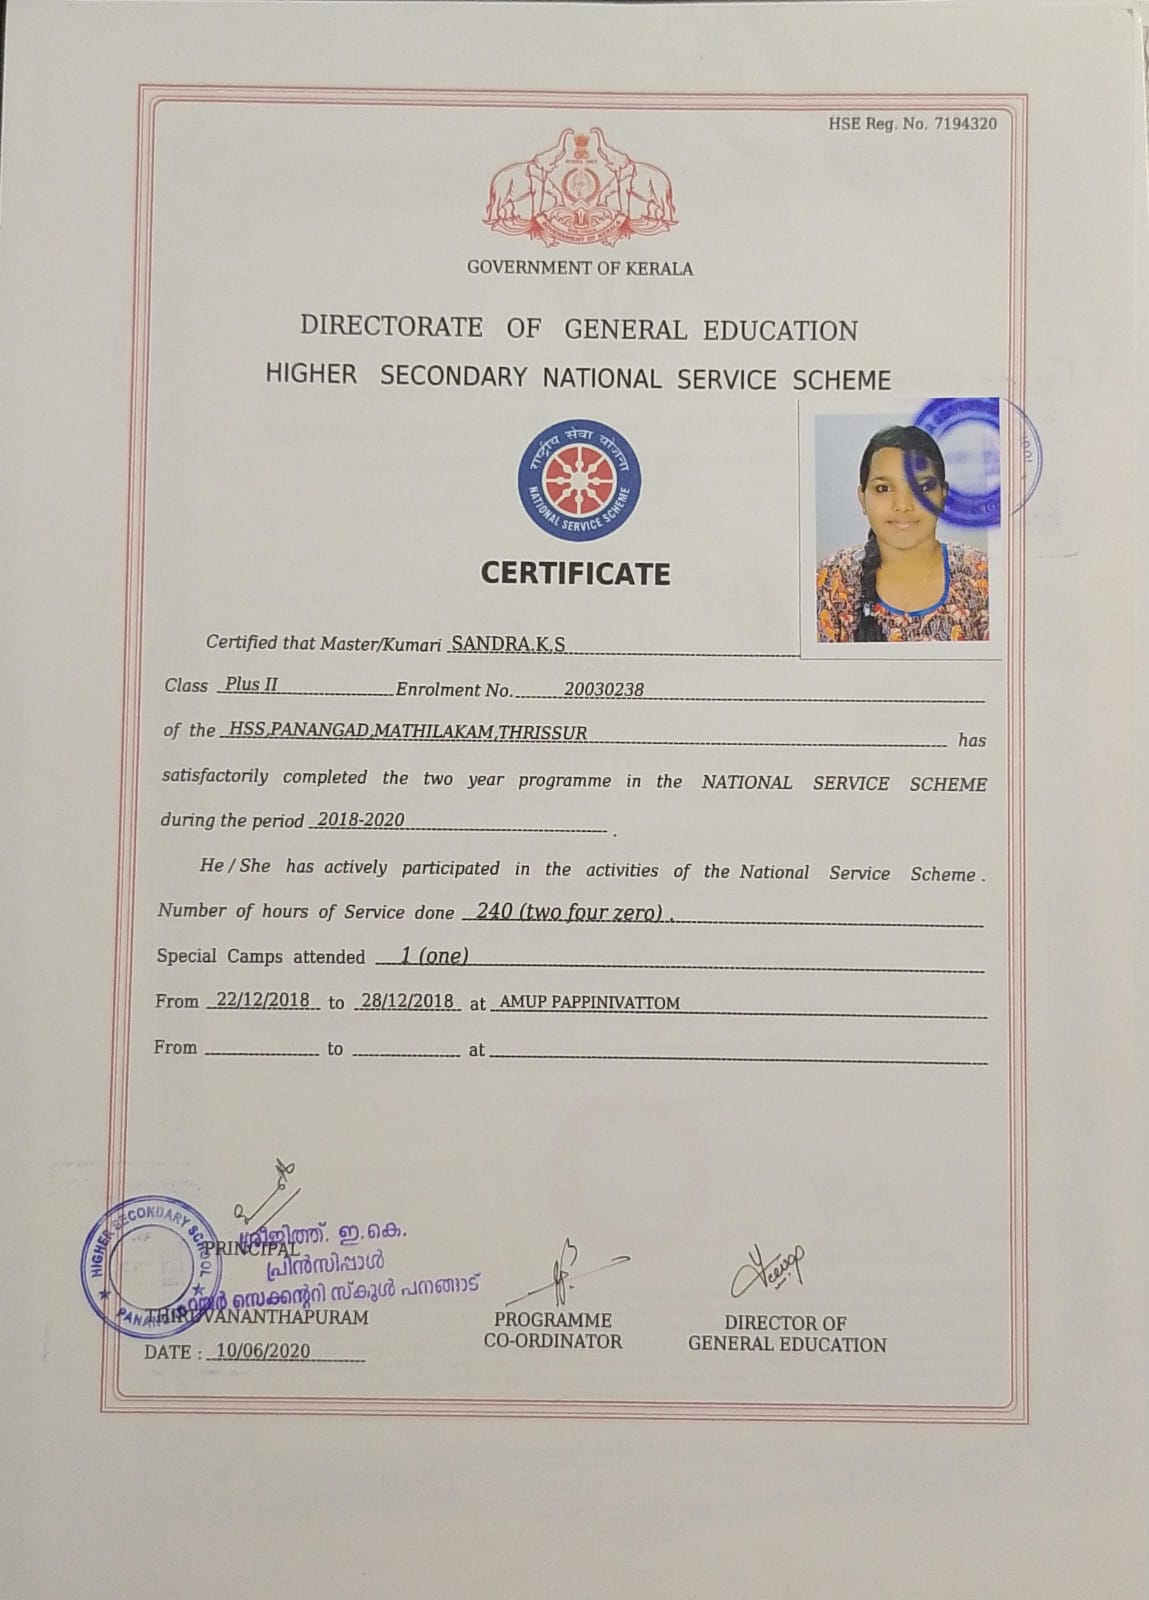 HSE Reg. No. 7194320
GOVERNMENT OF KERALA
DIRECTORATE OF GENERAL EDUCATION
HIGHER SECONDARY NATIONAL SERVICE SCHEME
राष्ट्रीय सेवा योजना
NATIONAL SERVICE SCHEME
CERTIFICATE
Certified that Master/Kumari SANDRA.K,S
Class Plus II Enrolment No. 20030238
of the HSS,PANANGAD,MATHILAKAM,THRISSUR has
satisfactorily completed the two year programme in the NATIONAL SERVICE SCHEME
during the period 2018-2020 .
He / She has actively participated in the activities of the National Service Scheme .
Number of hours of Service done 240 (two four zero) .
Special Camps attended 1 (one)
From 22/12/2018 to 28/12/2018 at AMUP PAPPINIVATTOM
From to at
HIGHER SECONDARY SCHOOL
PANANGAD
ശ്രീജിത്ത്. ഇ.കെ.
PRINCIPAL
പ്രിൻസിപ്പാൾ
സെക്കന്ററി സ്കൂൾ പനങ്ങാട്
THIRUVANANTHAPURAM
DATE : 10/06/2020
PROGRAMME
CO-ORDINATOR
DIRECTOR OF
GENERAL EDUCATION